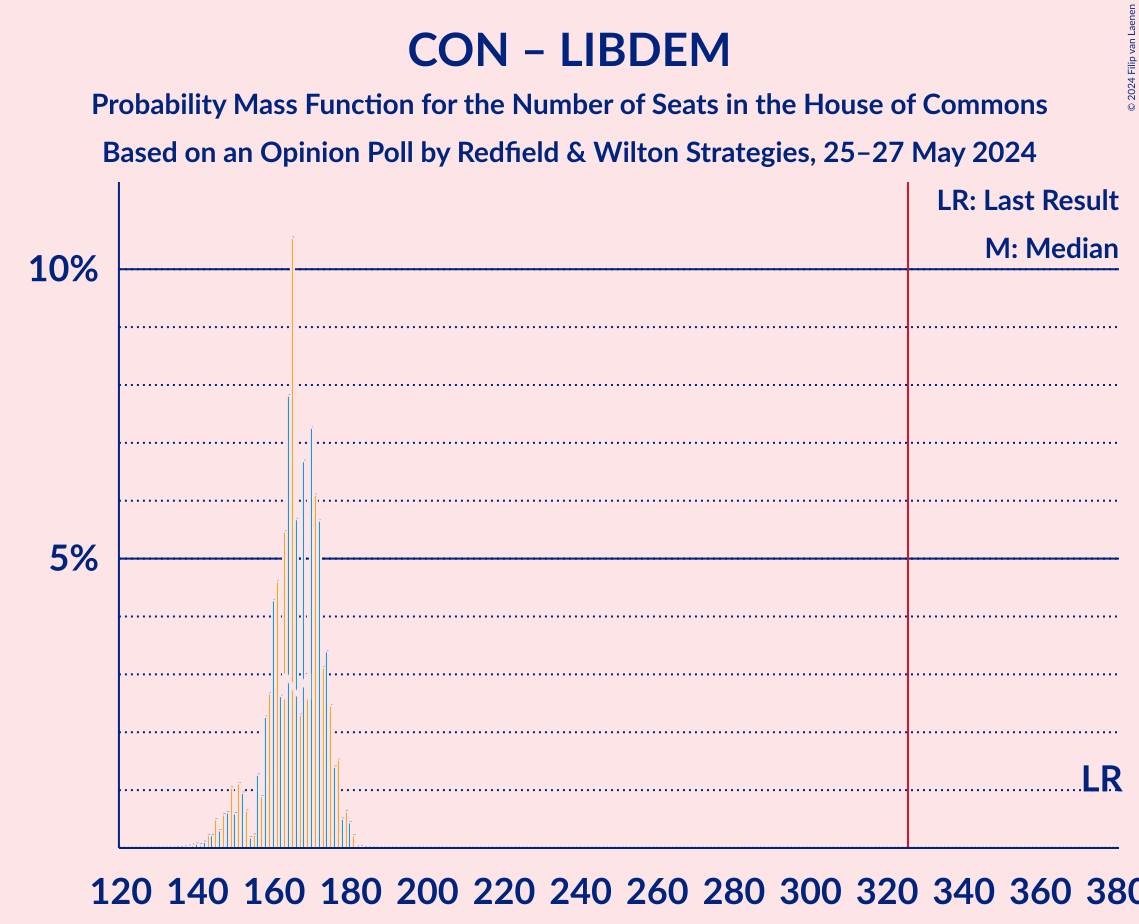 CON – LIBDEM
Probability Mass Function for the Number of Seats in the House of Commons
Based on an Opinion Poll by Redfield & Wilton Strategies, 25–27 May 2024
© 2024 Filip van Laenen
LR: Last Result
M: Median
10%
5%
LR
120 140 160 180 200 220 240 260 280 300 320 340 360 380